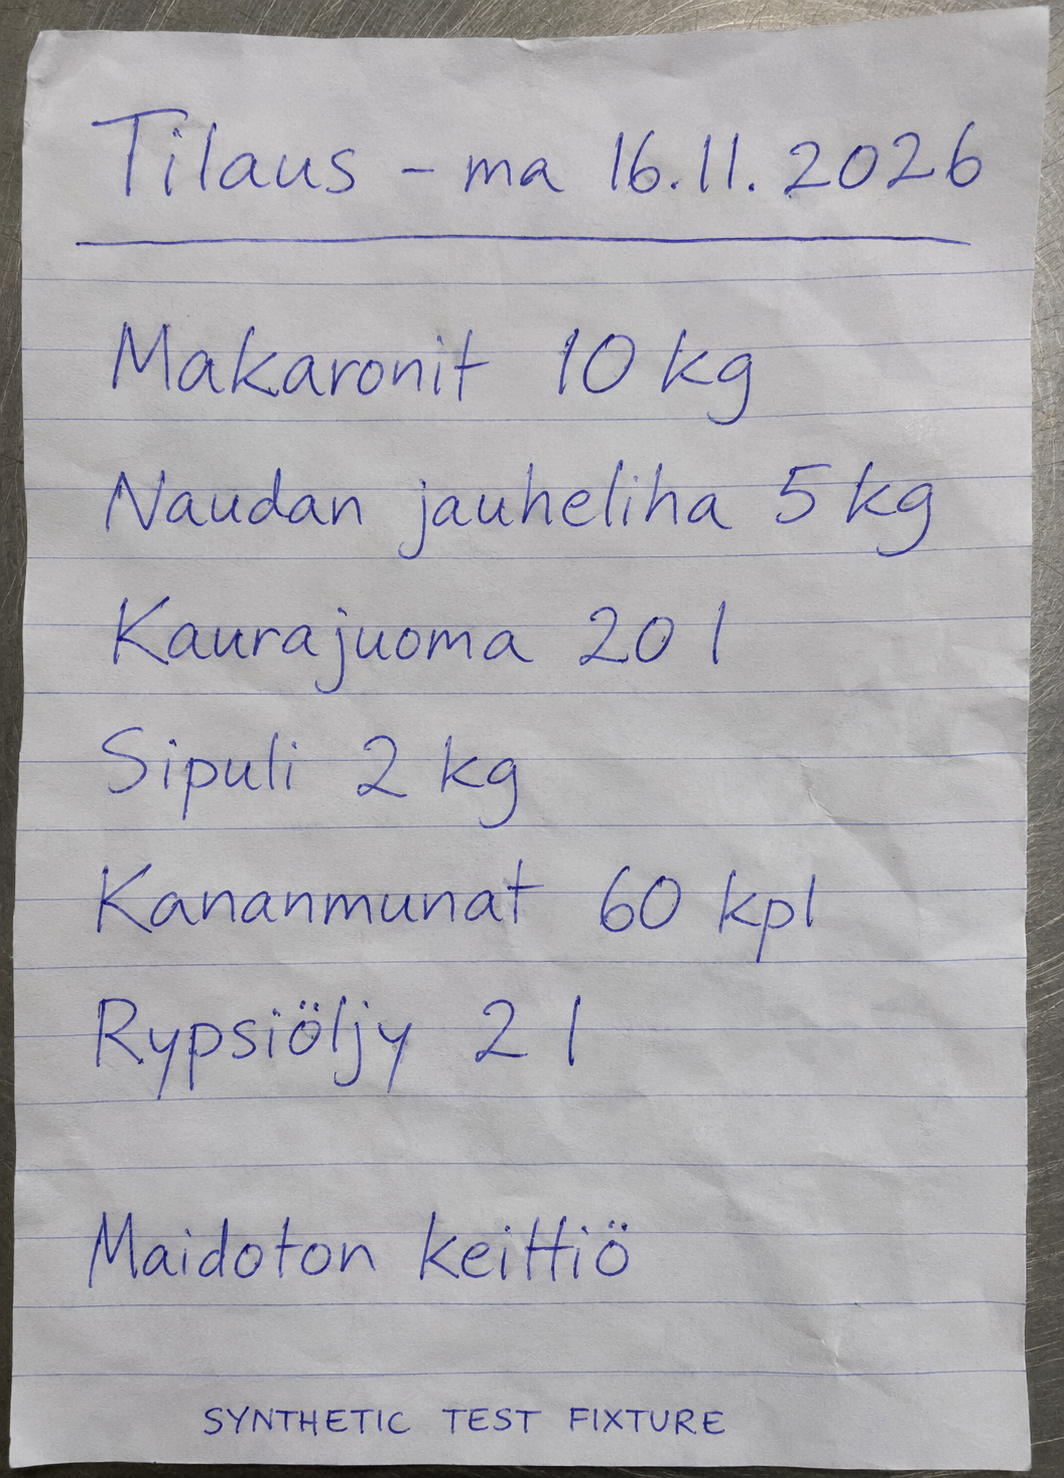 Tilaus - ma 16.11.2026
Makaronit 10 kg
Naudan jauheliha 5 kg
Kaurajuoma 20 l
Sipuli 2 kg
Kananmunat 60 kpl
Rypsiöljy 2 l
Maidoton keittiö
SYNTHETIC TEST FIXTURE